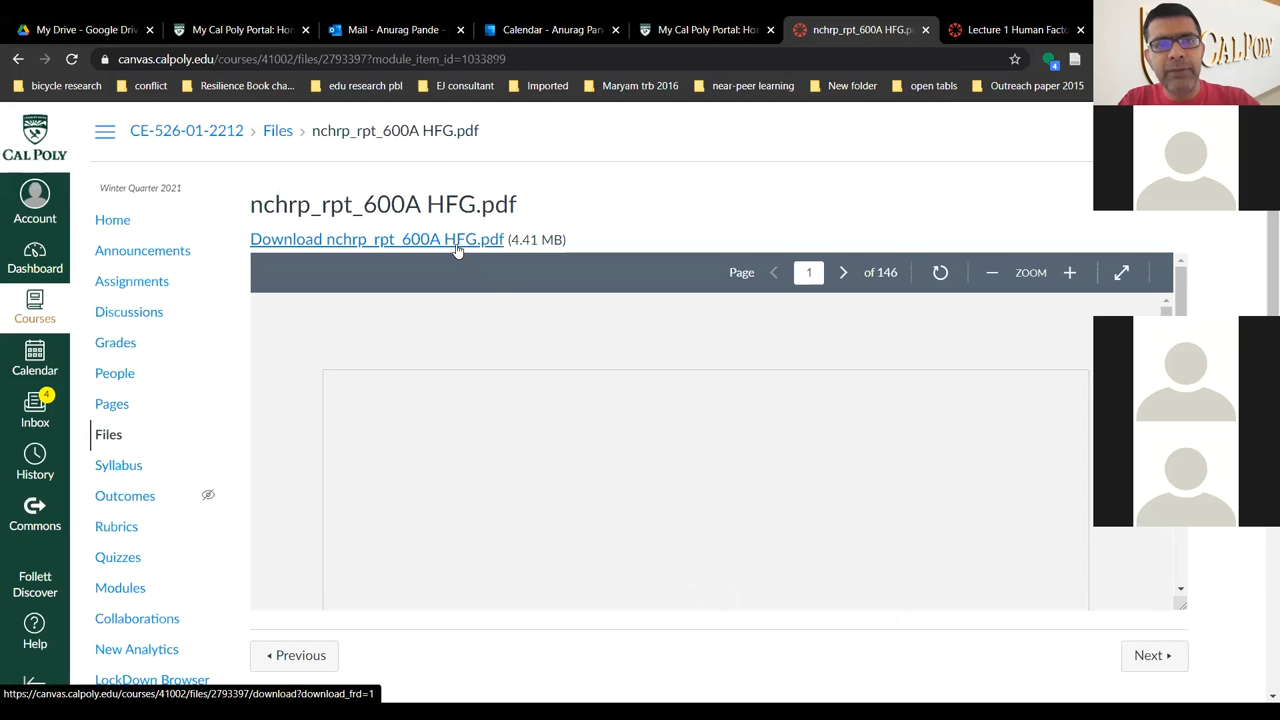 My Drive - Google Driv
My Cal Poly Portal: Hon
Mail - Anurag Pande -
Calendar - Anurag Pan
My Cal Poly Portal: Hon
nchrp_rpt_600A HFG.p
Lecture 1 Human Facto
canvas.calpoly.edu/courses/41002/files/2793397?module_item_id=1033899
4
bicycle research
conflict
Resilience Book cha...
edu research pbl
EJ consultant
Imported
Maryam trb 2016
near-peer learning
New folder
open tabls
Outreach paper 2015
CAL POLY
CAL POLY
CE-526-01-2212 › Files › nchrp_rpt_600A HFG.pdf
Winter Quarter 2021
nchrp_rpt_600A HFG.pdf
Download nchrp_rpt_600A HFG.pdf (4.41 MB)
Page 1 of 146 ZOOM
Account
Dashboard
Courses
Calendar
4
Inbox
History
Commons
Follett
Discover
Help
Home
Announcements
Assignments
Discussions
Grades
People
Pages
Files
Syllabus
Outcomes
Rubrics
Quizzes
Modules
Collaborations
New Analytics
LockDown Browser
Previous
Next
https://canvas.calpoly.edu/courses/41002/files/2793397/download?download_frd=1